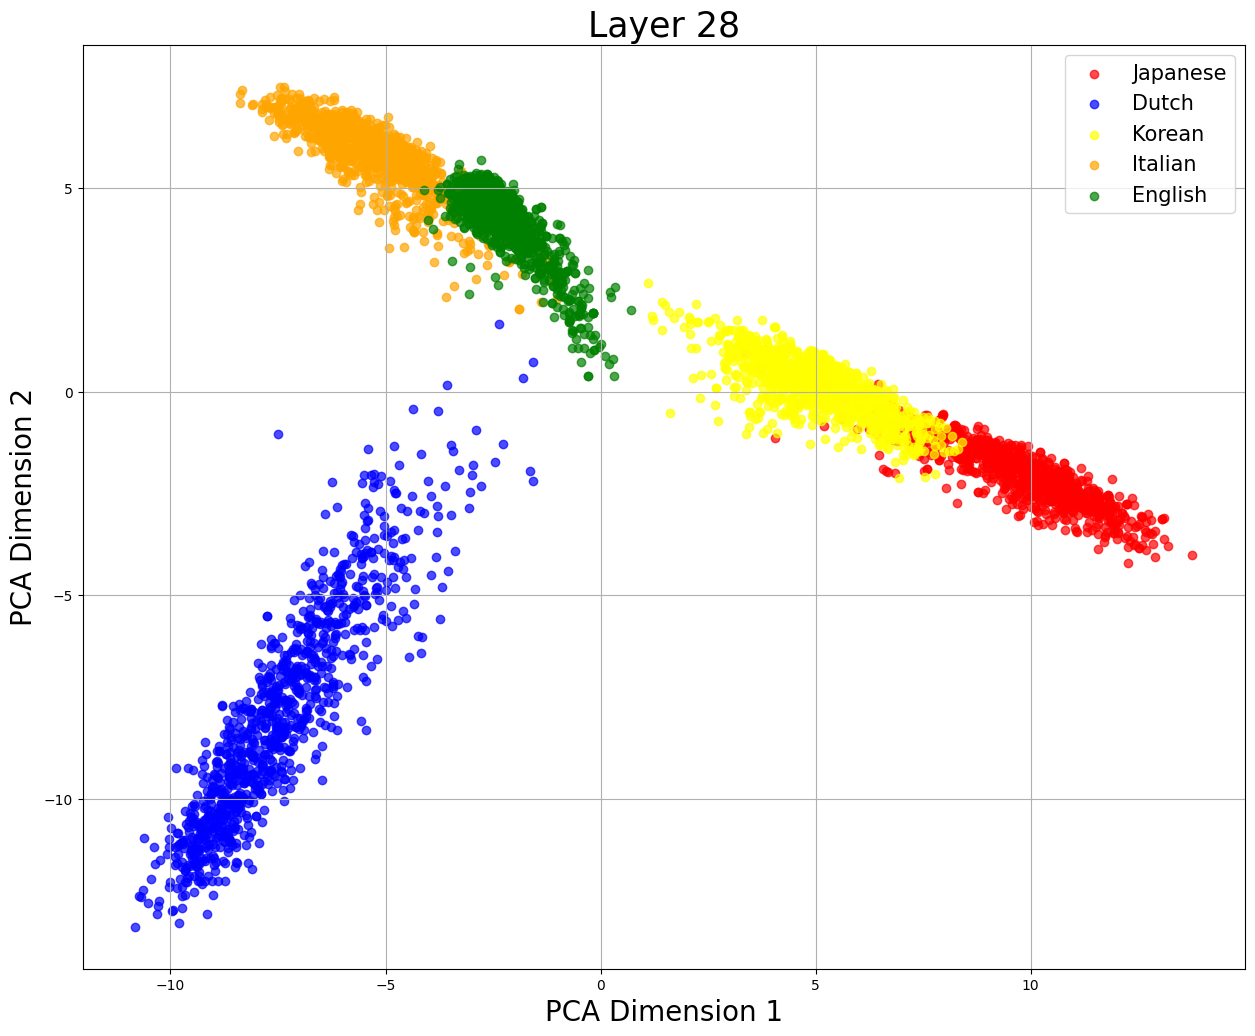 Layer 28
Japanese
Dutch
Korean
Italian
English
5
0
−5
−10
PCA Dimension 2
−10
−5
0
5
10
PCA Dimension 1